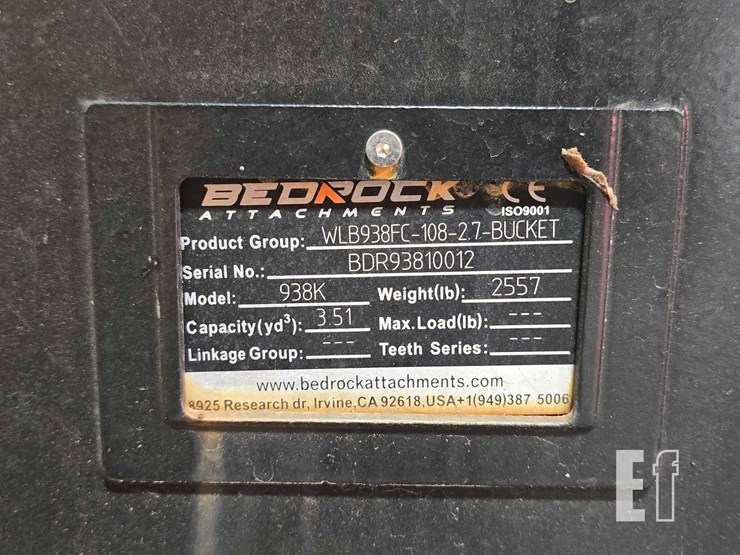 BEDROCK CE
ATTACHMENTS ISO9001
Product Group: WLB938FC-108-2.7-BUCKET
Serial No.: BDR93810012
Model: 938K Weight(lb): 2557
Capacity(yd³): 3.51 Max.Load(lb): ---
Linkage Group: --- Teeth Series: ---
www.bedrockattachments.com
8925 Research dr, Irvine,CA 92618,USA+1(949)387 5006
Ef